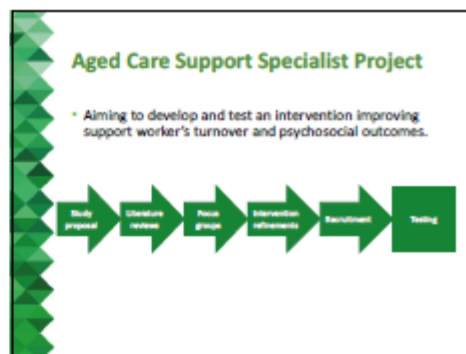 Aged Care Support Specialist Project
• Aiming to develop and test an intervention improving
support worker's turnover and psychosocial outcomes.
Study
proposal
Literature
reviews
Focus
groups
Intervention
refinements
Recruitment
Testing